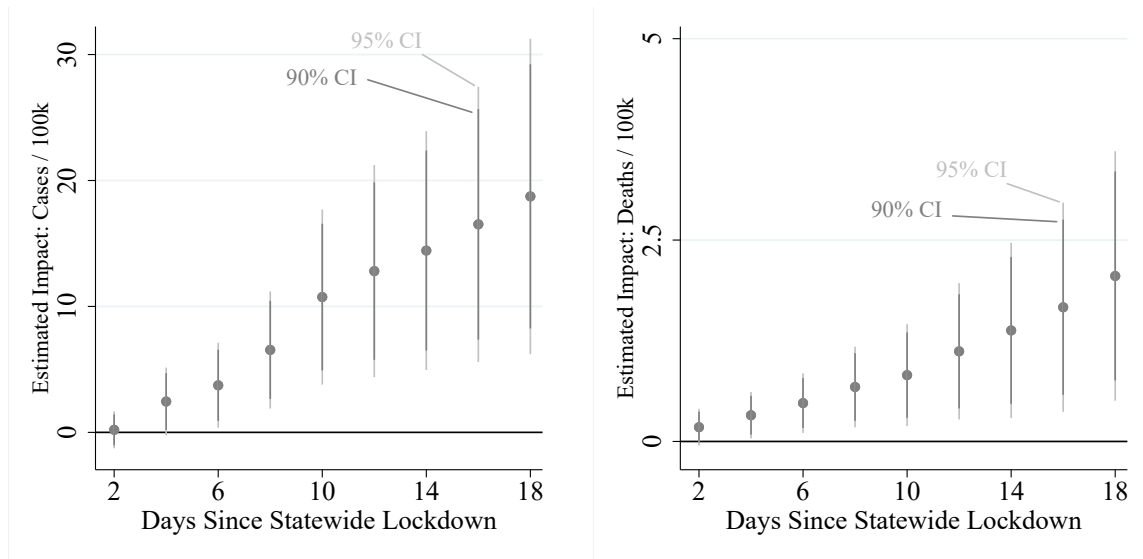 Estimated Impact: Cases / 100k
30
20
10
0
95% CI
90% CI
2 6 10 14 18
Days Since Statewide Lockdown
Estimated Impact: Deaths / 100k
5
2.5
0
95% CI
90% CI
2 6 10 14 18
Days Since Statewide Lockdown